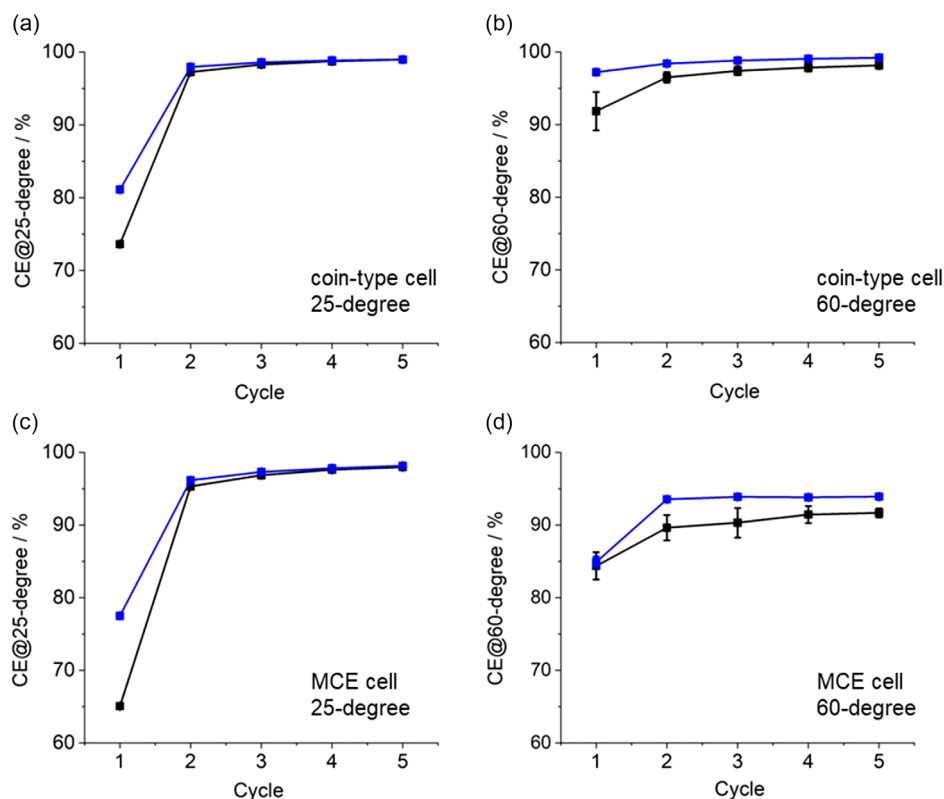 (a)
100
90
80
70
60
CE@25-degree / %
coin-type cell
25-degree
1 2 3 4 5
Cycle
(b)
100
90
80
70
60
CE@60-degree / %
coin-type cell
60-degree
1 2 3 4 5
Cycle
(c)
100
90
80
70
60
CE@25-degree / %
MCE cell
25-degree
1 2 3 4 5
Cycle
(d)
100
90
80
70
60
CE@60-degree / %
MCE cell
60-degree
1 2 3 4 5
Cycle